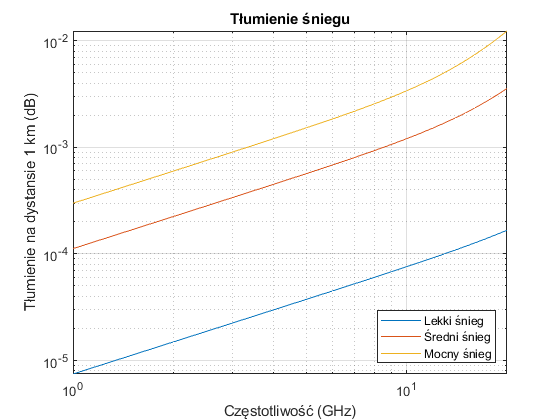 Tłumienie śniegu
Tłumienie na dystansie 1 km (dB)
10^-2
10^-3
10^-4
10^-5
10^0
10^1
Częstotliwość (GHz)
Lekki śnieg
Średni śnieg
Mocny śnieg